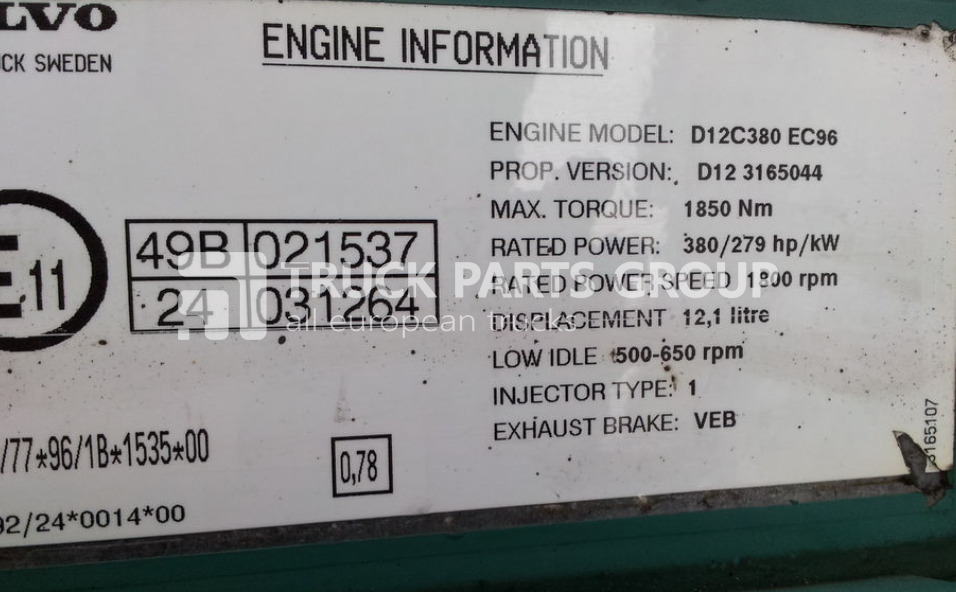 LVO
CK SWEDEN
ENGINE INFORMATION
ENGINE MODEL: D12C380 EC96
PROP. VERSION: D12 3165044
MAX. TORQUE: 1850 Nm
RATED POWER: 380/279 hp/kW
RATED POWER SPEED 1800 rpm
DISPLACEMENT 12,1 litre
LOW IDLE 500-650 rpm
INJECTOR TYPE: 1
EXHAUST BRAKE: VEB
E 11
49B 021537
24 031264
TRUCK PARTS GROUP
all european trucks
/77*96/1B*1535*00
0,78
92/24*0014*00
3165107